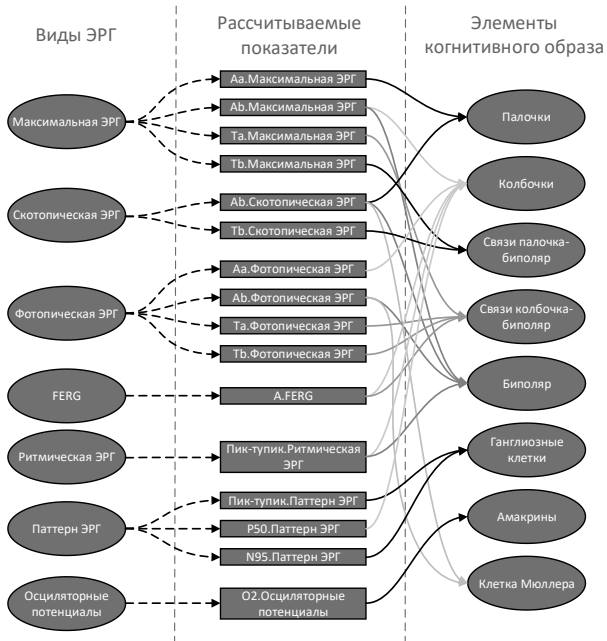 Виды ЭРГ
Рассчитываемые
показатели
Элементы
когнитивного образа
Максимальная ЭРГ
Скотопическая ЭРГ
Фотопическая ЭРГ
FERG
Ритмическая ЭРГ
Паттерн ЭРГ
Осциляторные
потенциалы
Aa.Максимальная ЭРГ
Ab.Максимальная ЭРГ
Ta.Максимальная ЭРГ
Tb.Максимальная ЭРГ
Ab.Скотопическая ЭРГ
Tb.Скотопическая ЭРГ
Aa.Фотопическая ЭРГ
Ab.Фотопическая ЭРГ
Ta.Фотопическая ЭРГ
Tb.Фотопическая ЭРГ
A.FERG
Пик-тупик.Ритмическая
ЭРГ
Пик-тупик.Паттерн ЭРГ
P50.Паттерн ЭРГ
N95.Паттерн ЭРГ
O2.Осциляторные
потенциалы
Палочки
Колбочки
Связи палочка-
биполяр
Связи колбочка-
биполяр
Биполяр
Ганглиозные
клетки
Амакрины
Клетка Мюллера